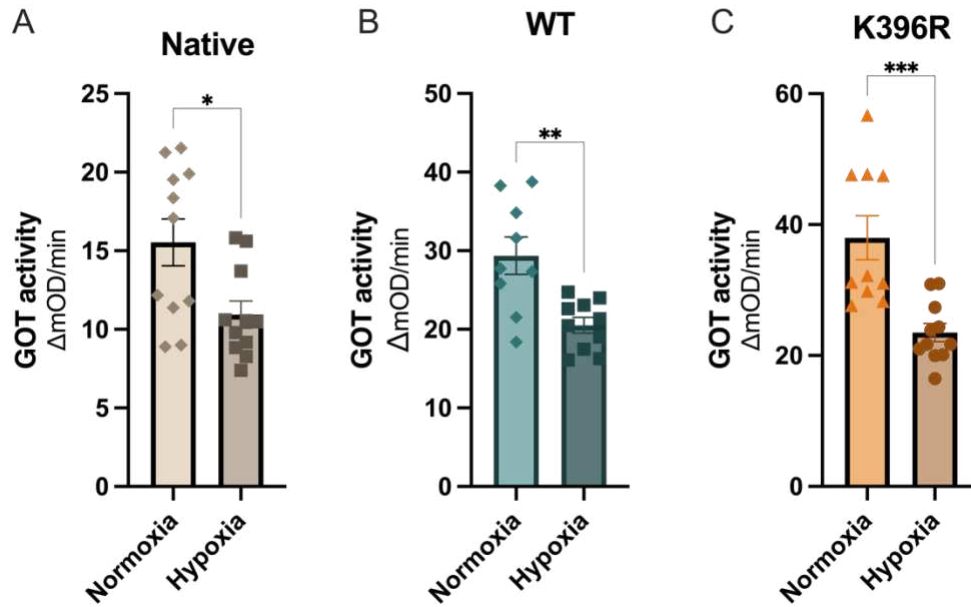 A
Native
25
20
15
10
5
0
GOT activity
ΔmOD/min
*
Normoxia
Hypoxia
B
WT
50
40
30
20
10
0
GOT activity
ΔmOD/min
**
Normoxia
Hypoxia
C
K396R
60
40
20
0
GOT activity
ΔmOD/min
***
Normoxia
Hypoxia